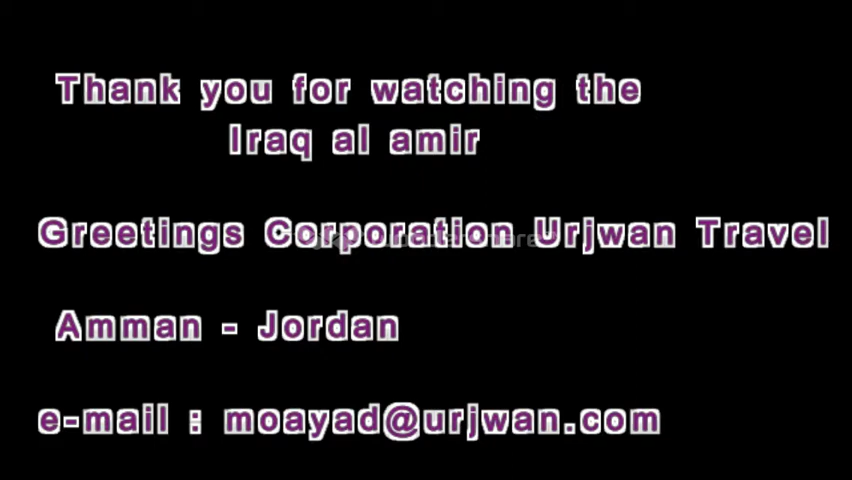 Thank you for watching the
Iraq al amir
Greetings Corporation Urjwan Travel
Amman - Jordan
e-mail : moayad@urjwan.com